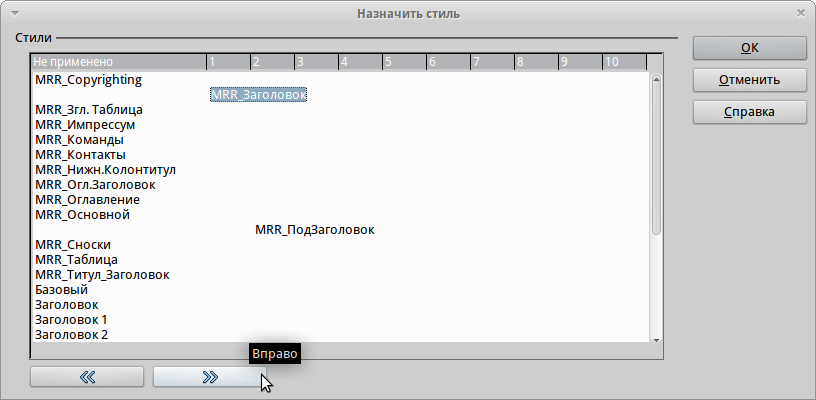 Назначить стиль
Стили
Не применено 1 2 3 4 5 6 7 8 9 10
MRR_Copyrighting
MRR_Заголовок
MRR_Згл. Таблица
MRR_Импрессум
MRR_Команды
MRR_Контакты
MRR_Нижн.Колонтитул
MRR_Огл.Заголовок
MRR_Оглавление
MRR_Основной
MRR_ПодЗаголовок
MRR_Сноски
MRR_Таблица
MRR_Титул_Заголовок
Базовый
Заголовок
Заголовок 1
Заголовок 2
Вправо
ОК
Отменить
Справка